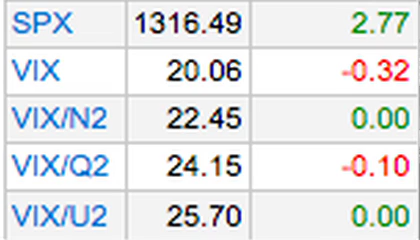 SPX 1316.49 2.77
VIX 20.06 -0.32
VIX/N2 22.45 0.00
VIX/Q2 24.15 -0.10
VIX/U2 25.70 0.00